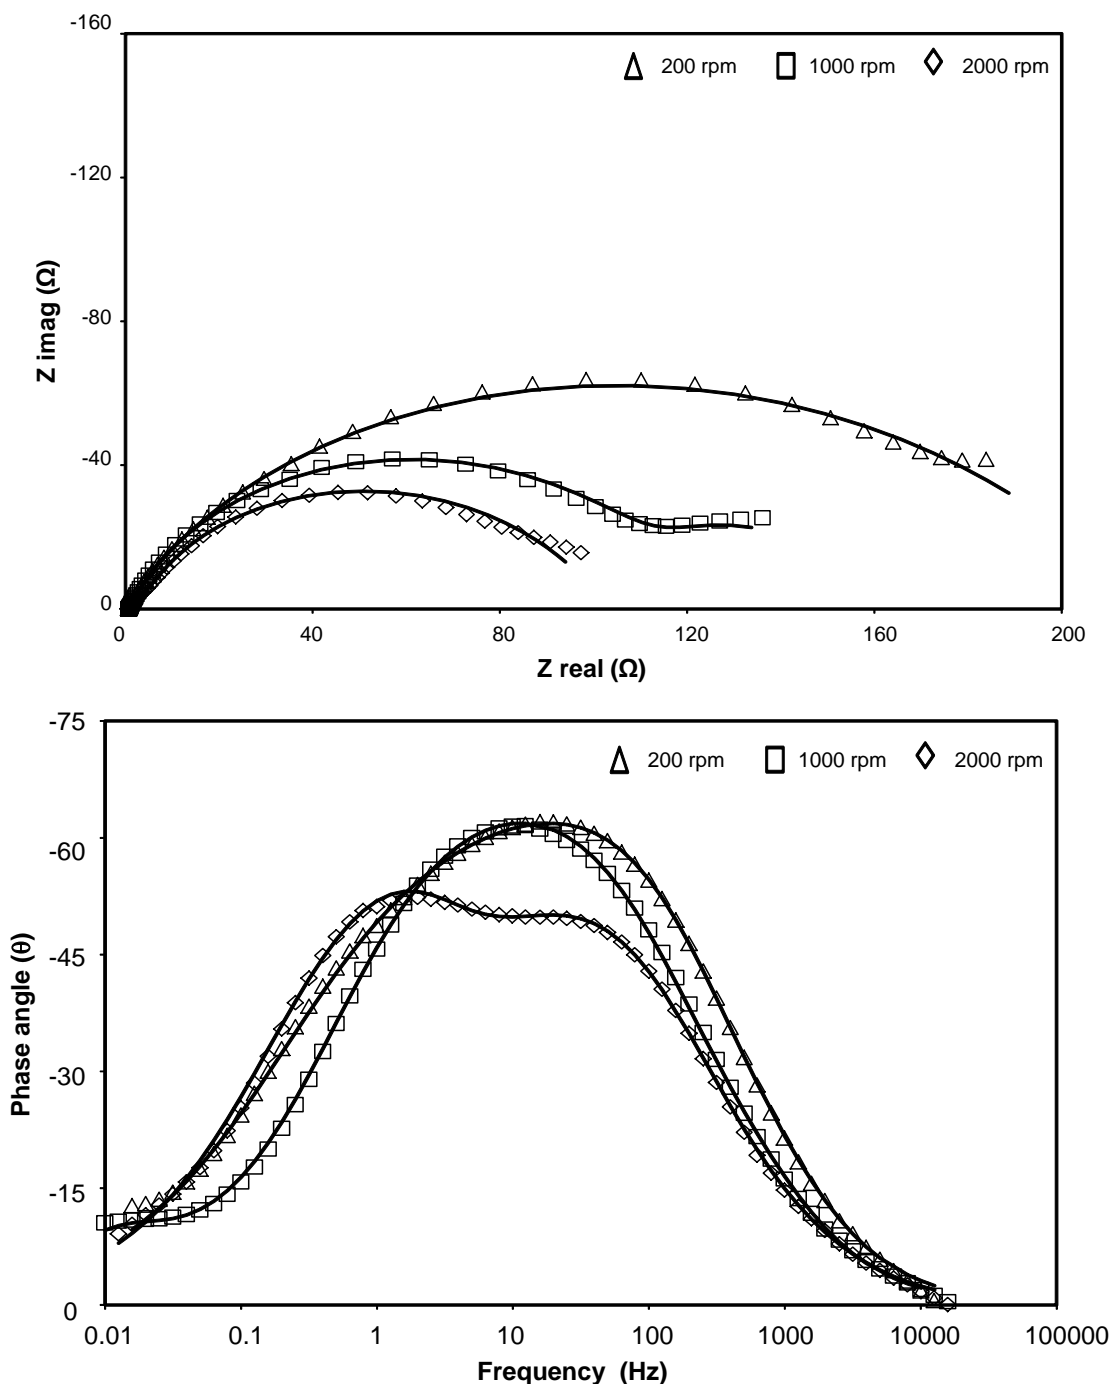 -160
200 rpm 1000 rpm 2000 rpm
-120
-80
-40
0
Z imag (Ω)
0 40 80 120 160 200
Z real (Ω)
-75
200 rpm 1000 rpm 2000 rpm
-60
-45
-30
-15
0
Phase angle (θ)
0.01 0.1 1 10 100 1000 10000 100000
Frequency (Hz)